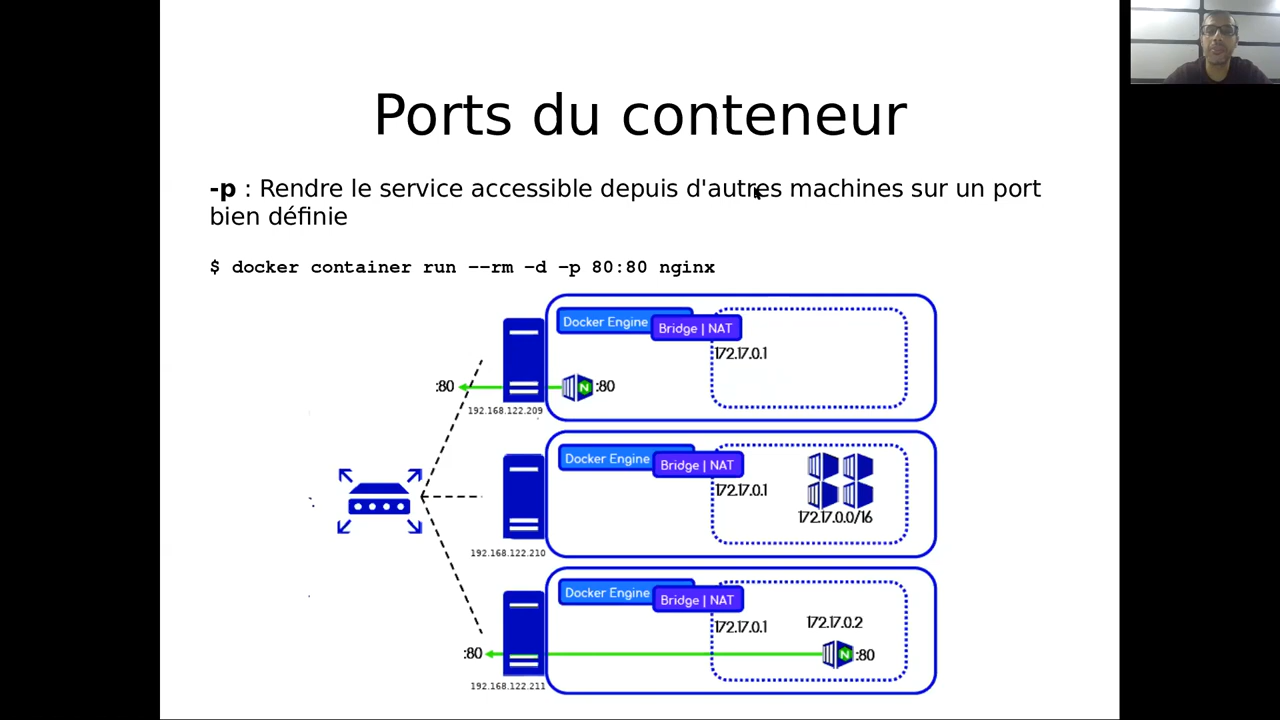 Ports du conteneur
-p : Rendre le service accessible depuis d'autres machines sur un port
bien définie
$ docker container run --rm -d -p 80:80 nginx
Docker Engine
Bridge | NAT
172.17.0.1
:80
N
:80
192.168.122.209
Docker Engine
Bridge | NAT
172.17.0.1
172.17.0.0/16
192.168.122.210
Docker Engine
Bridge | NAT
172.17.0.1
172.17.0.2
:80
N
:80
192.168.122.211